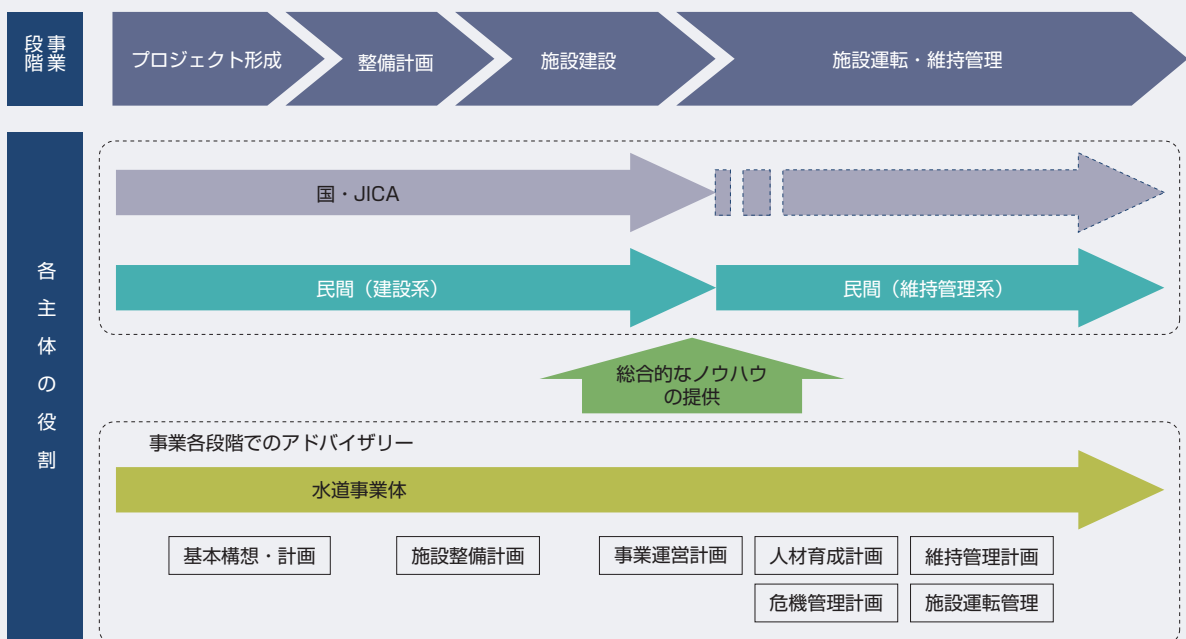 事業段階
プロジェクト形成
整備計画
施設建設
施設運転・維持管理
各主体の役割
国・JICA
民間（建設系）
民間（維持管理系）
総合的なノウハウ
の提供
事業各段階でのアドバイザリー
水道事業体
基本構想・計画
施設整備計画
事業運営計画
人材育成計画
維持管理計画
危機管理計画
施設運転管理